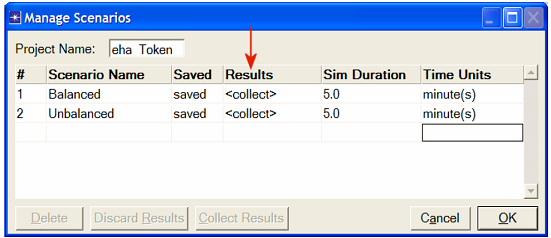 Manage Scenarios
Project Name: eha Token
# Scenario Name Saved Results Sim Duration Time Units
1 Balanced saved <collect> 5.0 minute(s)
2 Unbalanced saved <collect> 5.0 minute(s)
Delete Discard Results Collect Results Cancel OK